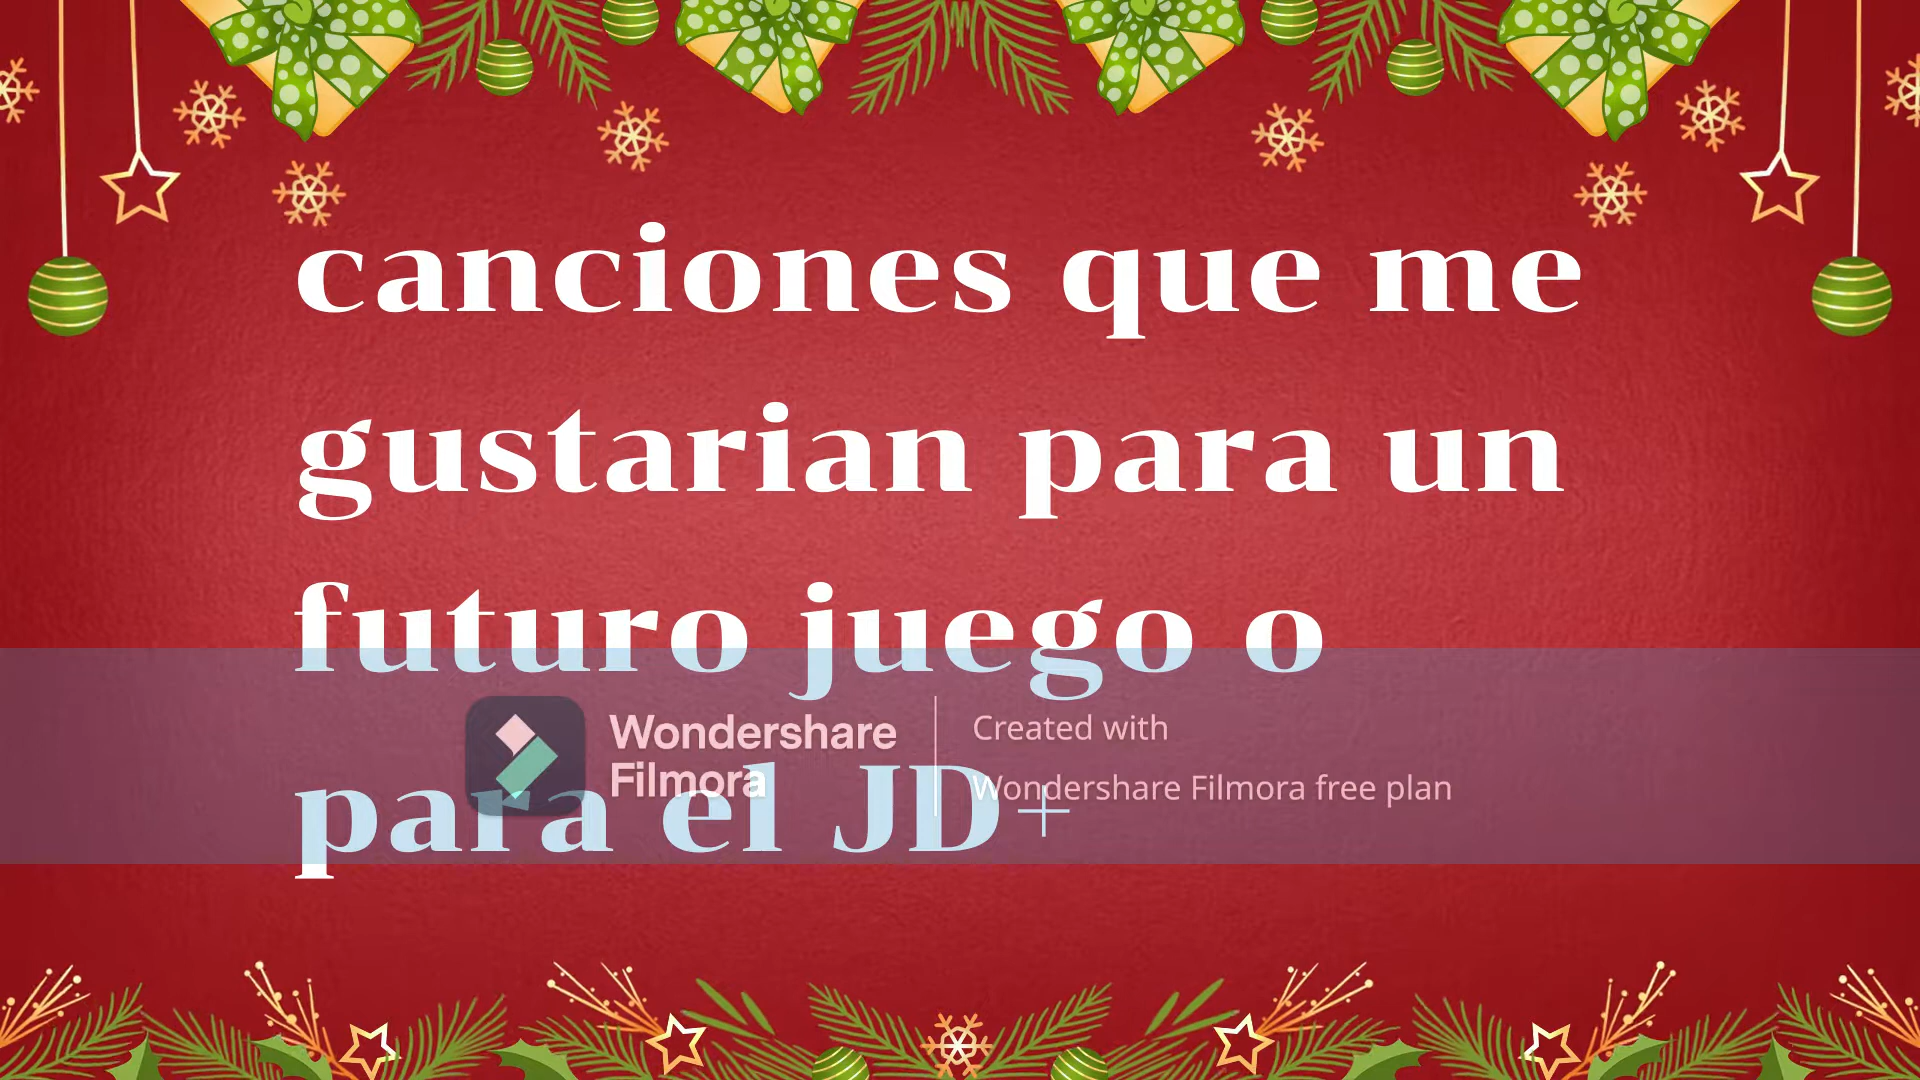 canciones que me
gustarian para un
futuro juego o
para el JD+
Wondershare
Filmora
Created with
Wondershare Filmora free plan